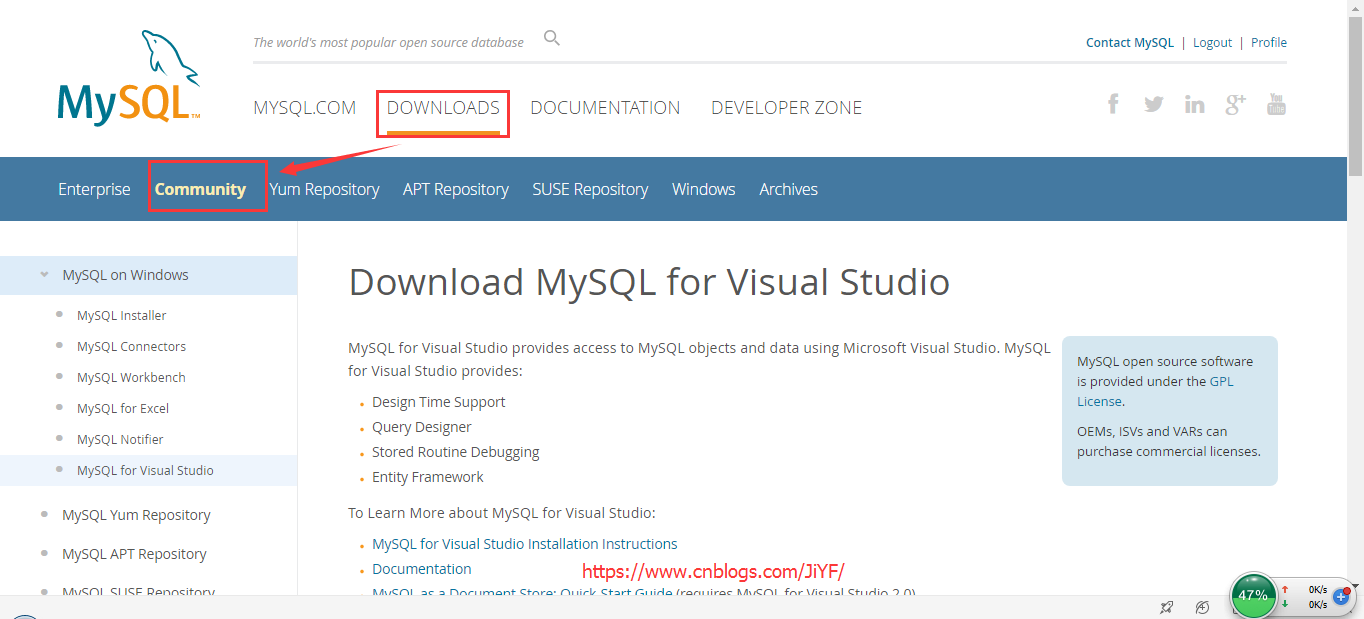 The world's most popular open source database
Contact MySQL | Logout | Profile
MySQL™
MYSQL.COM DOWNLOADS DOCUMENTATION DEVELOPER ZONE
You Tube
Enterprise Community Yum Repository APT Repository SUSE Repository Windows Archives
MySQL on Windows
MySQL Installer
MySQL Connectors
MySQL Workbench
MySQL for Excel
MySQL Notifier
MySQL for Visual Studio
MySQL Yum Repository
MySQL APT Repository
MySQL SUSE Repository
Download MySQL for Visual Studio
MySQL for Visual Studio provides access to MySQL objects and data using Microsoft Visual Studio. MySQL
for Visual Studio provides:
Design Time Support
Query Designer
Stored Routine Debugging
Entity Framework
To Learn More about MySQL for Visual Studio:
MySQL for Visual Studio Installation Instructions
Documentation
MySQL as a Document Store: Quick-Start Guide (requires MySQL for Visual Studio 2.0)
MySQL open source software
is provided under the GPL
License.
OEMs, ISVs and VARs can
purchase commercial licenses.
https://www.cnblogs.com/JiYF/
47%
0K/s
0K/s